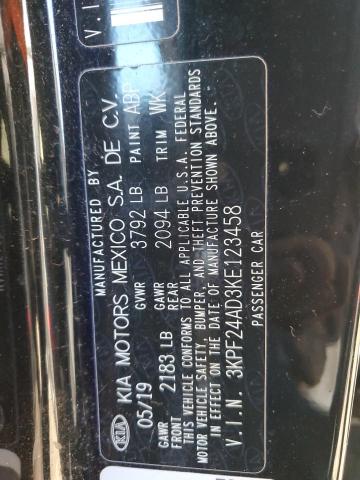 MANUFACTURED BY
KIA KIA MOTORS MEXICO S.A. DE C.V.
05/19 GVWR 3792 LB PAINT ABP
GAWR FRONT 2183 LB GAWR REAR 2094 LB TRIM WK
THIS VEHICLE CONFORMS TO ALL APPLICABLE U.S.A. FEDERAL
MOTOR VEHICLE SAFETY, BUMPER, AND THEFT PREVENTION STANDARDS
IN EFFECT ON THE DATE OF MANUFACTURE SHOWN ABOVE.
V.I.N. 3KPF24AD3KE123458
PASSENGER CAR
V.I